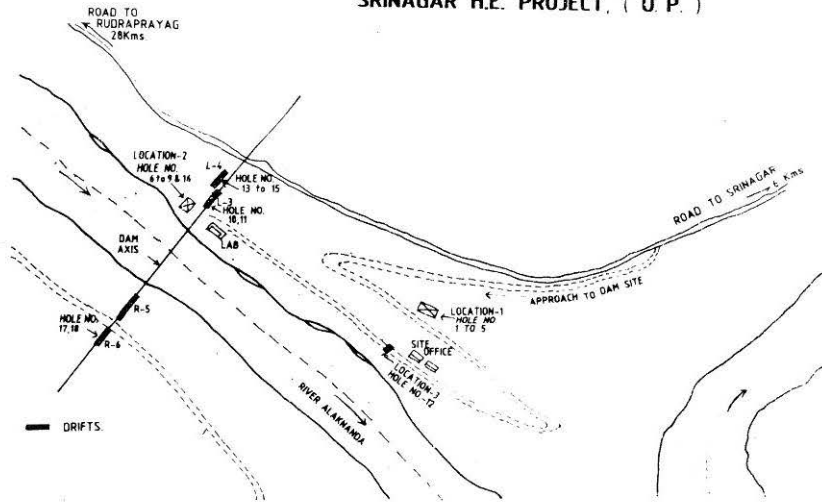 SRINAGAR H.E. PROJECT, ( U. P. )
ROAD TO
RUDRAPRAYAG
28Kms.
LOCATION-2
HOLE NO.
6 to 9 & 16
L-4
HOLE NO.
13 to 15
L-3
HOLE NO.
10,11
LAB
DAM
AXIS
ROAD TO SRINAGAR
6 Kms
APPROACH TO DAM SITE
LOCATION-1
HOLE NO
1 TO 5
R-5
HOLE NO.
17,18
R-6
SITE
OFFICE
LOCATION-3
HOLE NO.-12
RIVER ALAKNANDA
DRIFTS.